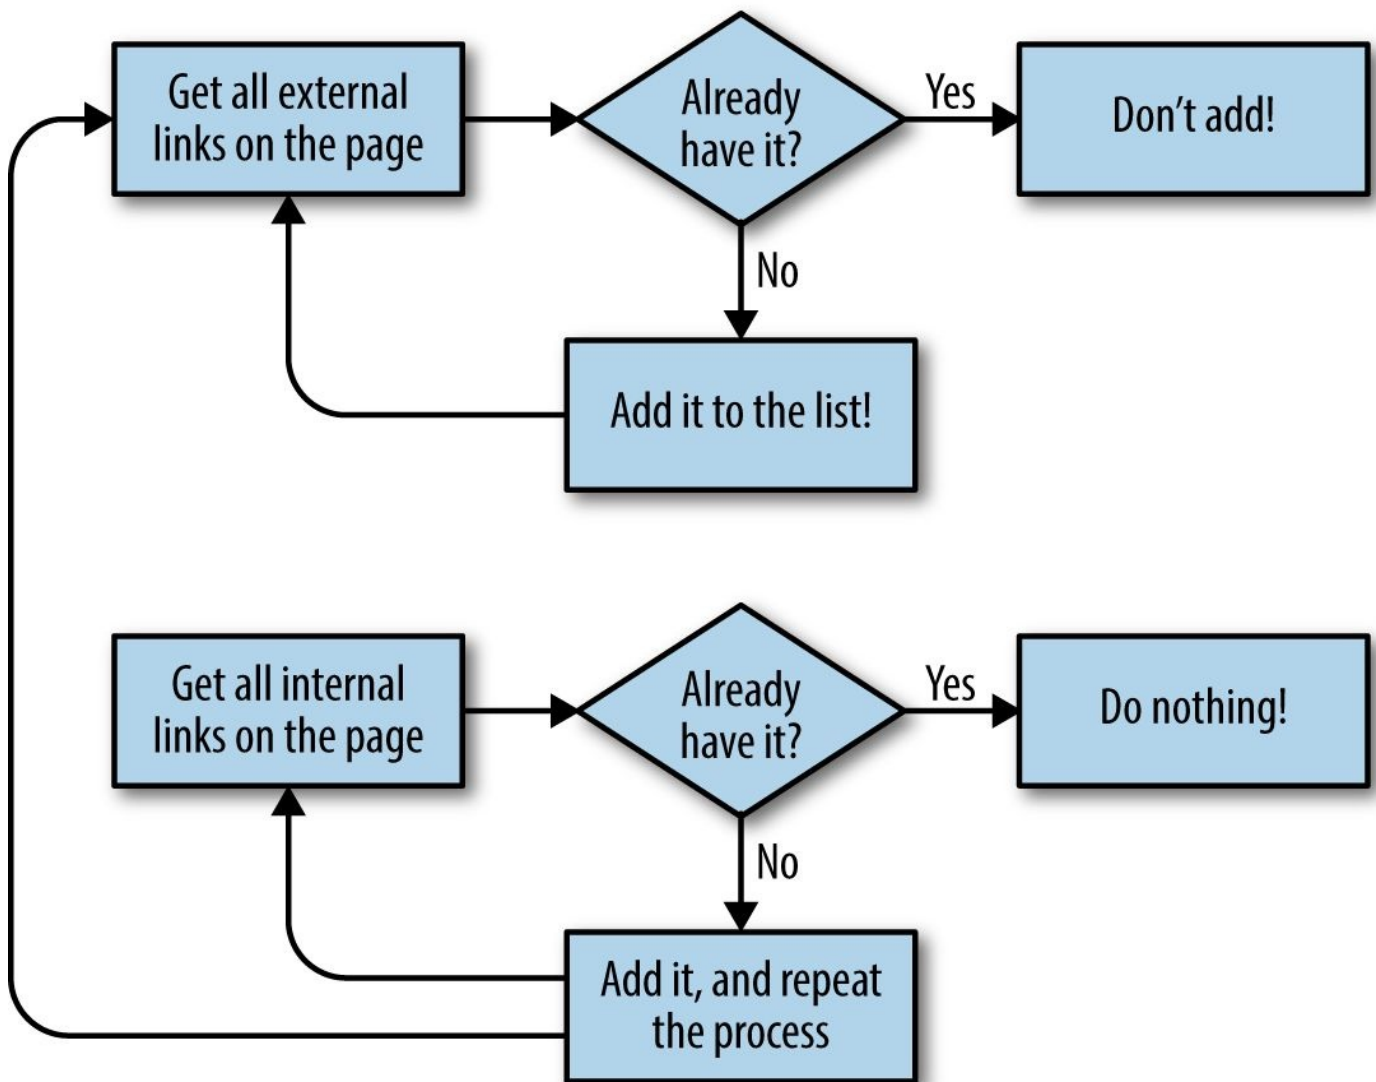 Get all external
links on the page
Already
have it?
Yes
Don't add!
No
Add it to the list!
Get all internal
links on the page
Already
have it?
Yes
Do nothing!
No
Add it, and repeat
the process